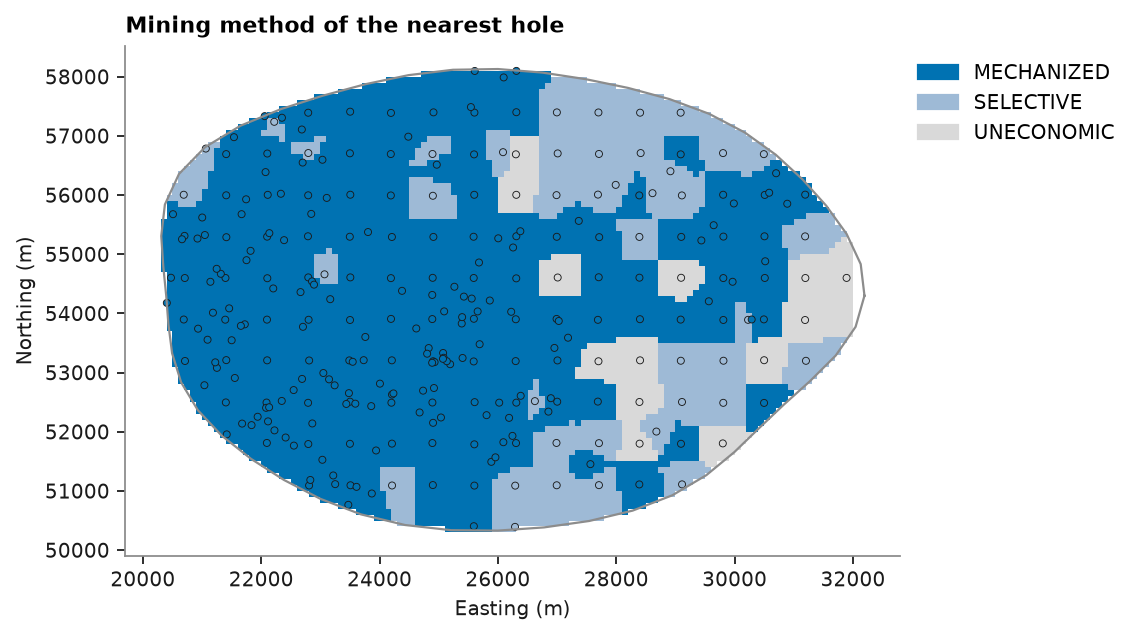 Mining method of the nearest hole
MECHANIZED
SELECTIVE
UNECONOMIC
Northing (m)
58000
57000
56000
55000
54000
53000
52000
51000
50000
20000 22000 24000 26000 28000 30000 32000
Easting (m)